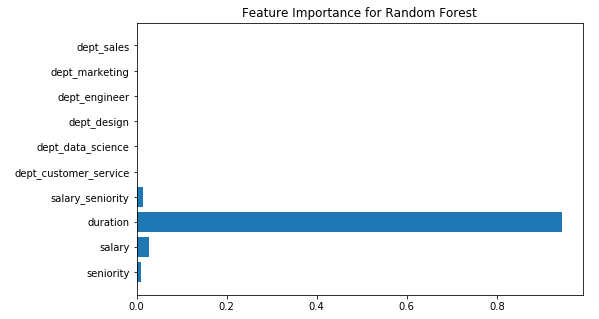 Feature Importance for Random Forest
dept_sales
dept_marketing
dept_engineer
dept_design
dept_data_science
dept_customer_service
salary_seniority
duration
salary
seniority
0.0 0.2 0.4 0.6 0.8